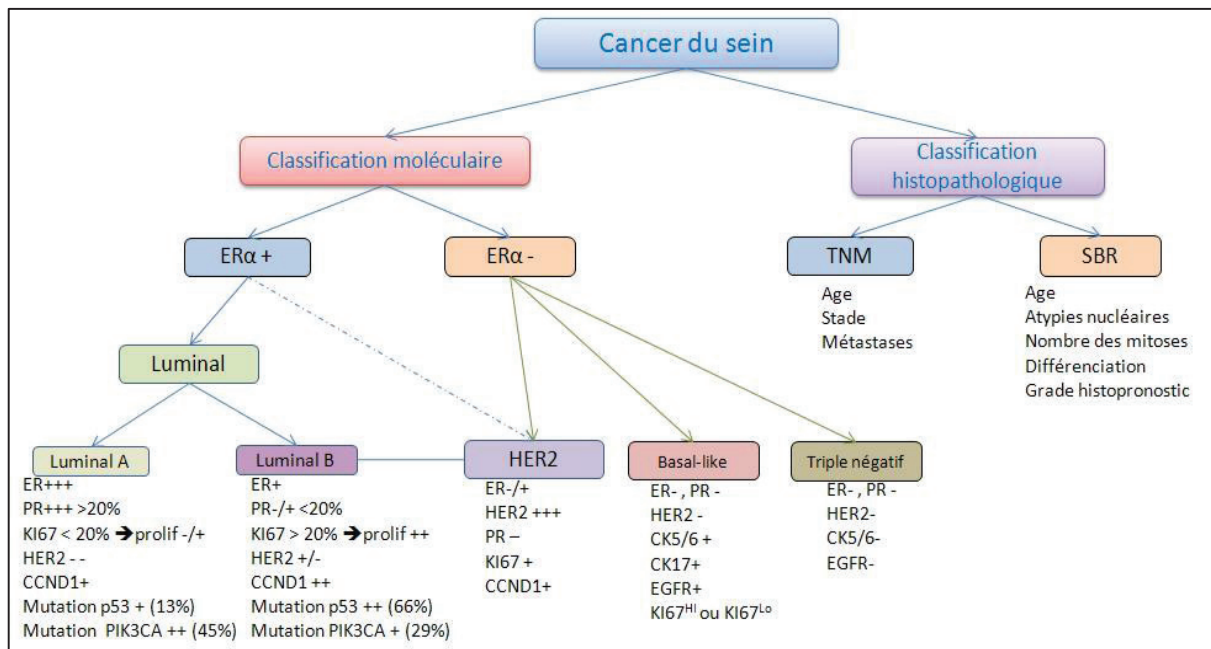 Cancer du sein
Classification moléculaire
Classification
histopathologique
ERα +
ERα -
TNM
Age
Stade
Métastases
SBR
Age
Atypies nucléaires
Nombre des mitoses
Différenciation
Grade histopronostic
Luminal
Luminal A
ER+++
PR+++ >20%
KI67 < 20% ➔prolif -/+
HER2 - -
CCND1+
Mutation p53 + (13%)
Mutation PIK3CA ++ (45%)
Luminal B
ER+
PR-/+ <20%
KI67 > 20% ➔prolif ++
HER2 +/-
CCND1 ++
Mutation p53 ++ (66%)
Mutation PIK3CA + (29%)
HER2
ER-/+
HER2 +++
PR –
KI67 +
CCND1+
Basal-like
ER- , PR -
HER2 -
CK5/6 +
CK17+
EGFR+
KI67ᴴᴵ ou KI67ᴸᵒ
Triple négatif
ER- , PR -
HER2-
CK5/6-
EGFR-